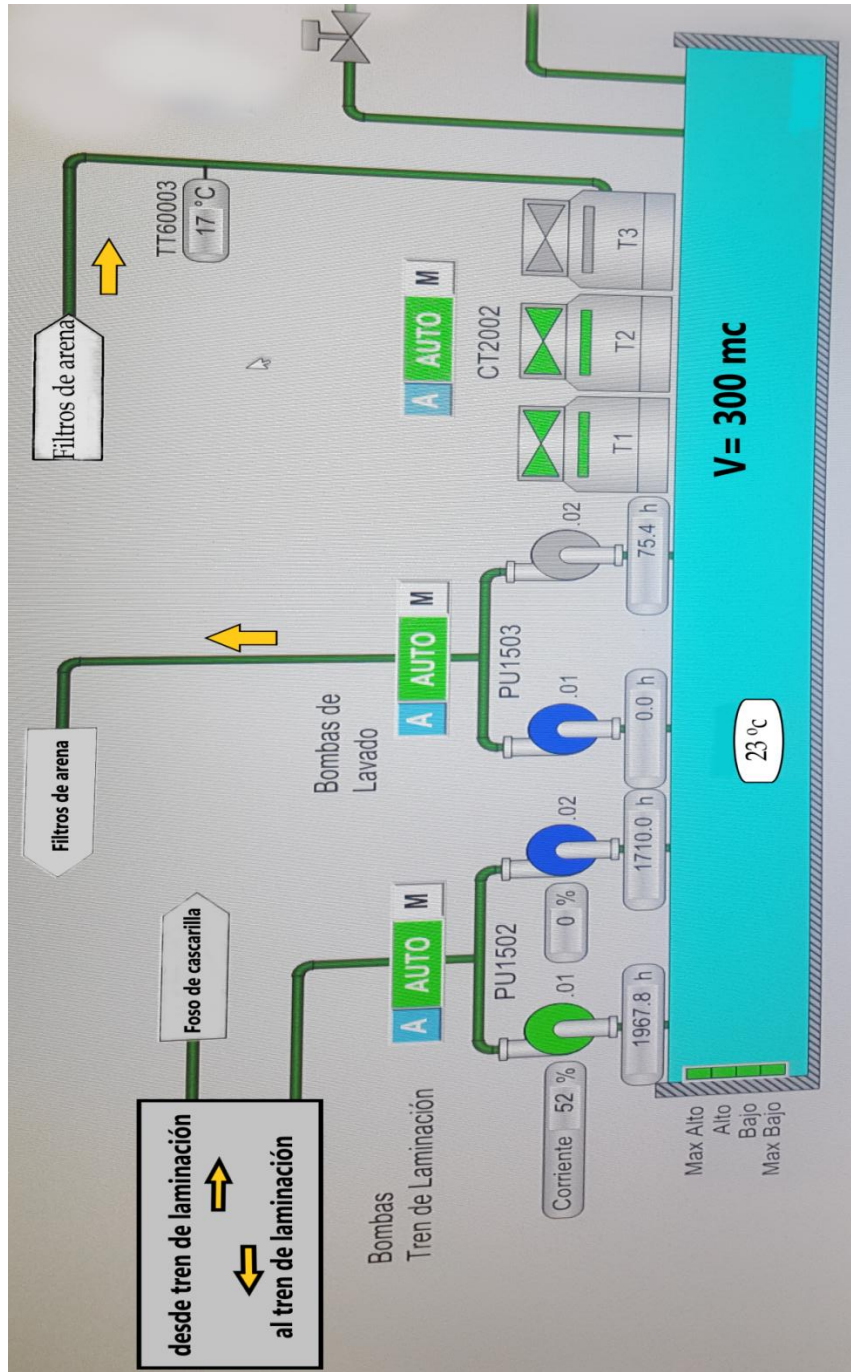 desde tren de laminación
al tren de laminación
Foso de cascarilla
Filtros de arena
Filtros de arena
TT60003
17 °C
Bombas
Tren de Laminación
A AUTO M
PU1502
Corriente 52 %
.01
0 %
.02
1967.8 h
1710.0 h
Bombas de
Lavado
A AUTO M
PU1503
.01
.02
0.0 h
75.4 h
A AUTO M
CT2002
T1
T2
T3
Max Alto
Alto
Bajo
Max Bajo
23 ºc
V= 300 mc